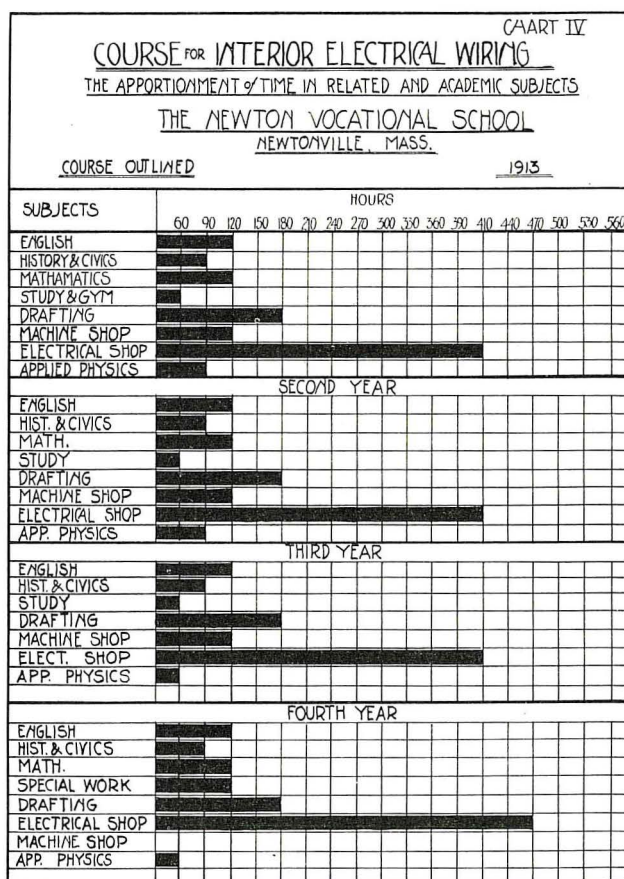 CHART IV
COURSE FOR INTERIOR ELECTRICAL WIRING
THE APPORTIONMENT of TIME IN RELATED AND ACADEMIC SUBJECTS
THE NEWTON VOCATIONAL SCHOOL
NEWTONVILLE, MASS.
COURSE OUTLINED 1913
SUBJECTS HOURS
60 90 120 150 180 210 240 270 300 330 360 390 410 440 470 500 530 560
ENGLISH
HISTORY & CIVICS
MATHAMATICS
STUDY & GYM
DRAFTING
MACHINE SHOP
ELECTRICAL SHOP
APPLIED PHYSICS
SECOND YEAR
ENGLISH
HIST. & CIVICS
MATH.
STUDY
DRAFTING
MACHINE SHOP
ELECTRICAL SHOP
APP. PHYSICS
THIRD YEAR
ENGLISH
HIST. & CIVICS
STUDY
DRAFTING
MACHINE SHOP
ELECT. SHOP
APP. PHYSICS
FOURTH YEAR
ENGLISH
HIST. & CIVICS
MATH.
SPECIAL WORK
DRAFTING
ELECTRICAL SHOP
MACHINE SHOP
APP. PHYSICS